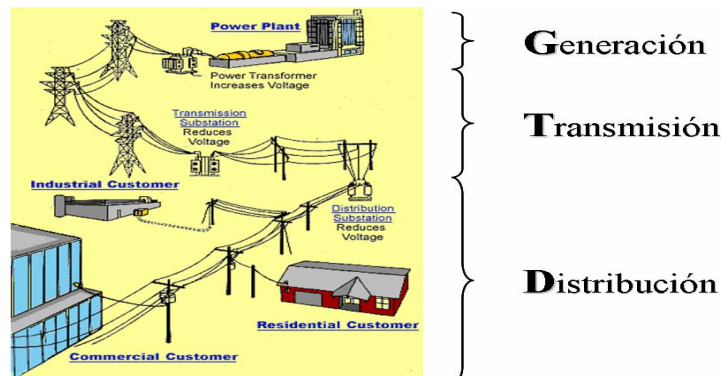 Power Plant
Generación
Power Transformer
Increases Voltage
Transmission
Substation
Reduces
Voltage
Transmisión
Industrial Customer
Distribution
Substation
Reduces
Voltage
Distribución
Residential Customer
Commercial Customer